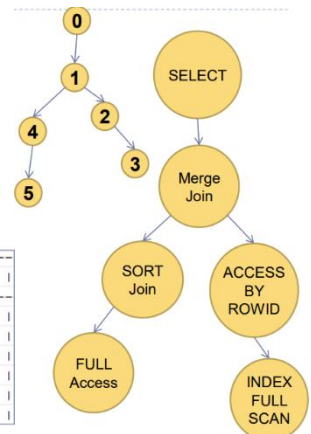 0
1
4
2
5
3
SELECT
Merge
Join
SORT
Join
ACCESS
BY
ROWID
FULL
Access
INDEX
FULL
SCAN